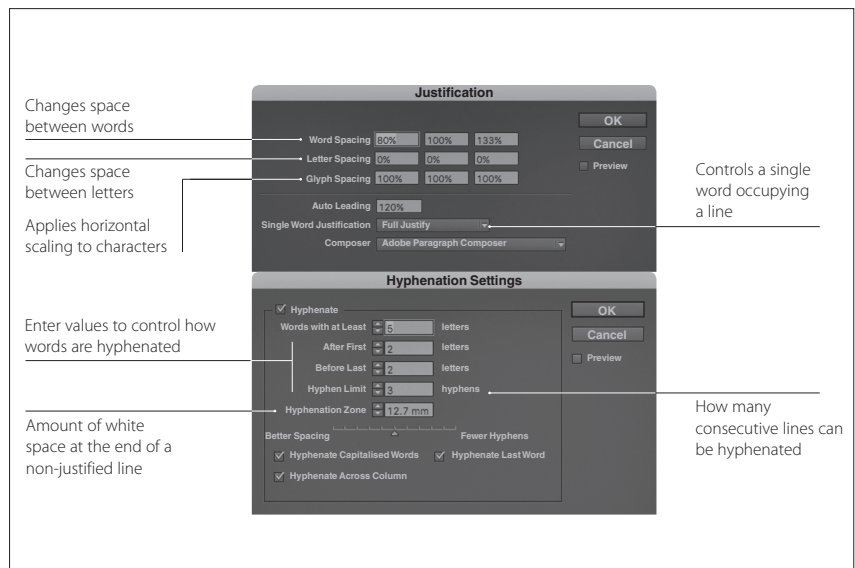 Justification
Changes space
between words
OK
Word Spacing 80% 100% 133%
Cancel
Letter Spacing 0% 0% 0%
Preview
Changes space
between letters
Glyph Spacing 100% 100% 100%
Controls a single
word occupying
a line
Applies horizontal
scaling to characters
Auto Leading 120%
Single Word Justification Full Justify
Composer Adobe Paragraph Composer
Hyphenation Settings
Hyphenate
OK
Enter values to control how
words are hyphenated
Words with at Least 5 letters
Cancel
After First 2 letters
Preview
Before Last 2 letters
Hyphen Limit 3 hyphens
How many
consecutive lines can
be hyphenated
Hyphenation Zone 12.7 mm
Amount of white
space at the end of a
non-justified line
Better Spacing Fewer Hyphens
Hyphenate Capitalised Words Hyphenate Last Word
Hyphenate Across Column